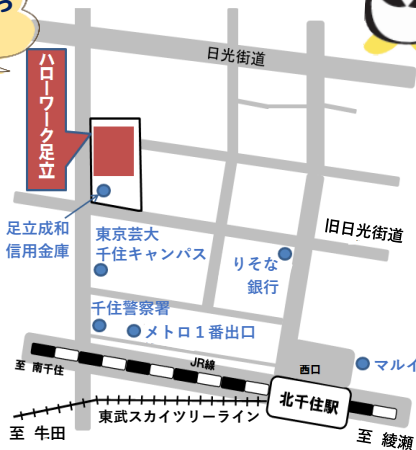 日光街道
ハローワーク足立
足立成和
信用金庫
東京芸大
千住キャンパス
旧日光街道
りそな
銀行
千住警察署
メトロ１番出口
JR線
西口
マルイ
至 南千住
北千住駅
東武スカイツリーライン
至 牛田
至 綾瀬